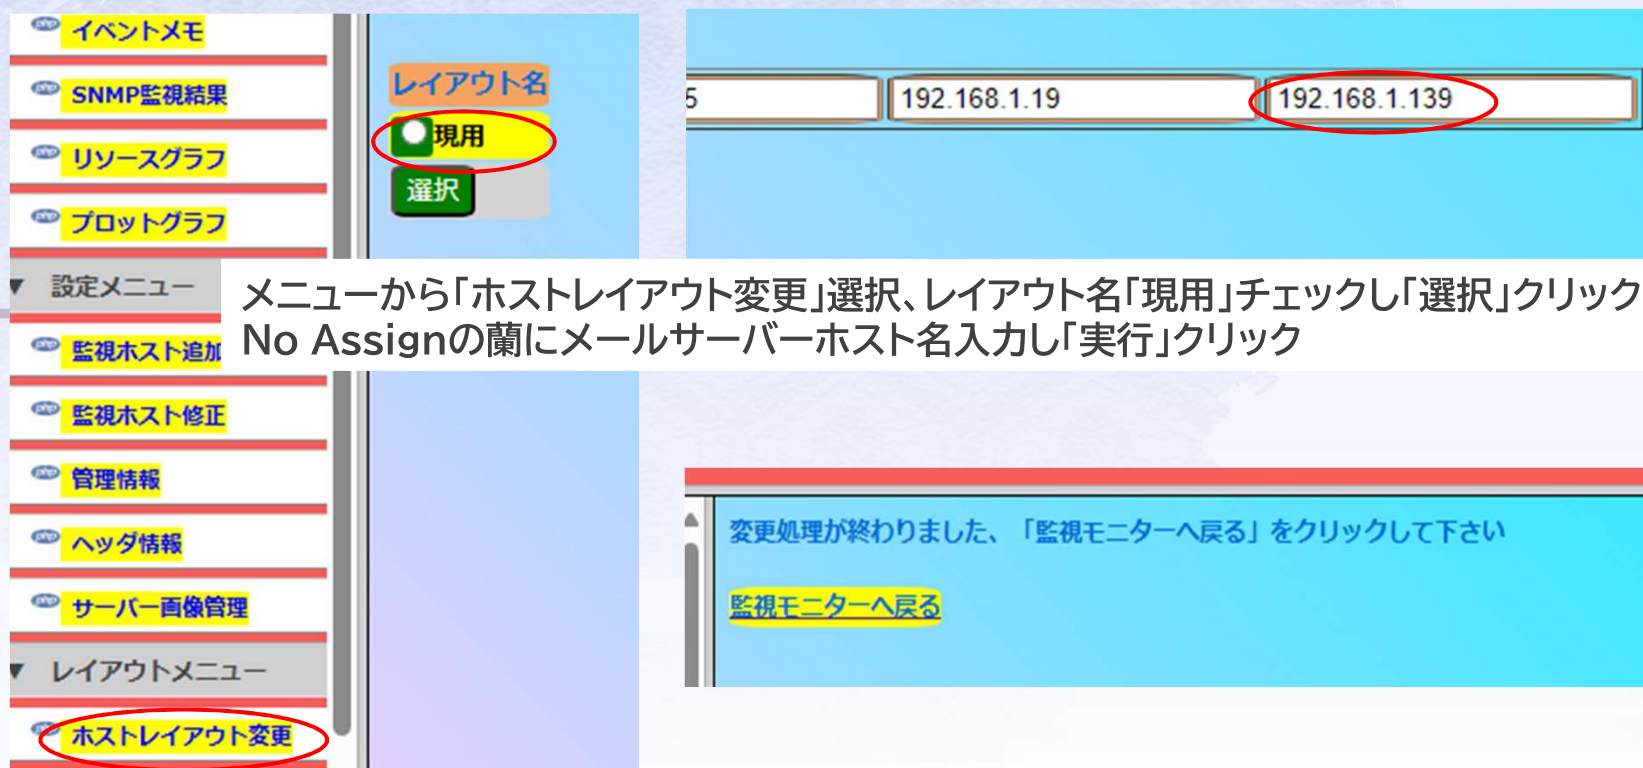 イベントメモ
SNMP監視結果
リソースグラフ
プロットグラフ
▼ 設定メニュー
監視ホスト追加
監視ホスト修正
管理情報
ヘッダ情報
サーバー画像管理
▼ レイアウトメニュー
ホストレイアウト変更
レイアウト名
現用
選択
5
192.168.1.19
192.168.1.139
メニューから「ホストレイアウト変更」選択、レイアウト名「現用」チェックし「選択」クリック
No Assignの蘭にメールサーバーホスト名入力し「実行」クリック
変更処理が終わりました、「監視モニターへ戻る」をクリックして下さい
監視モニターへ戻る